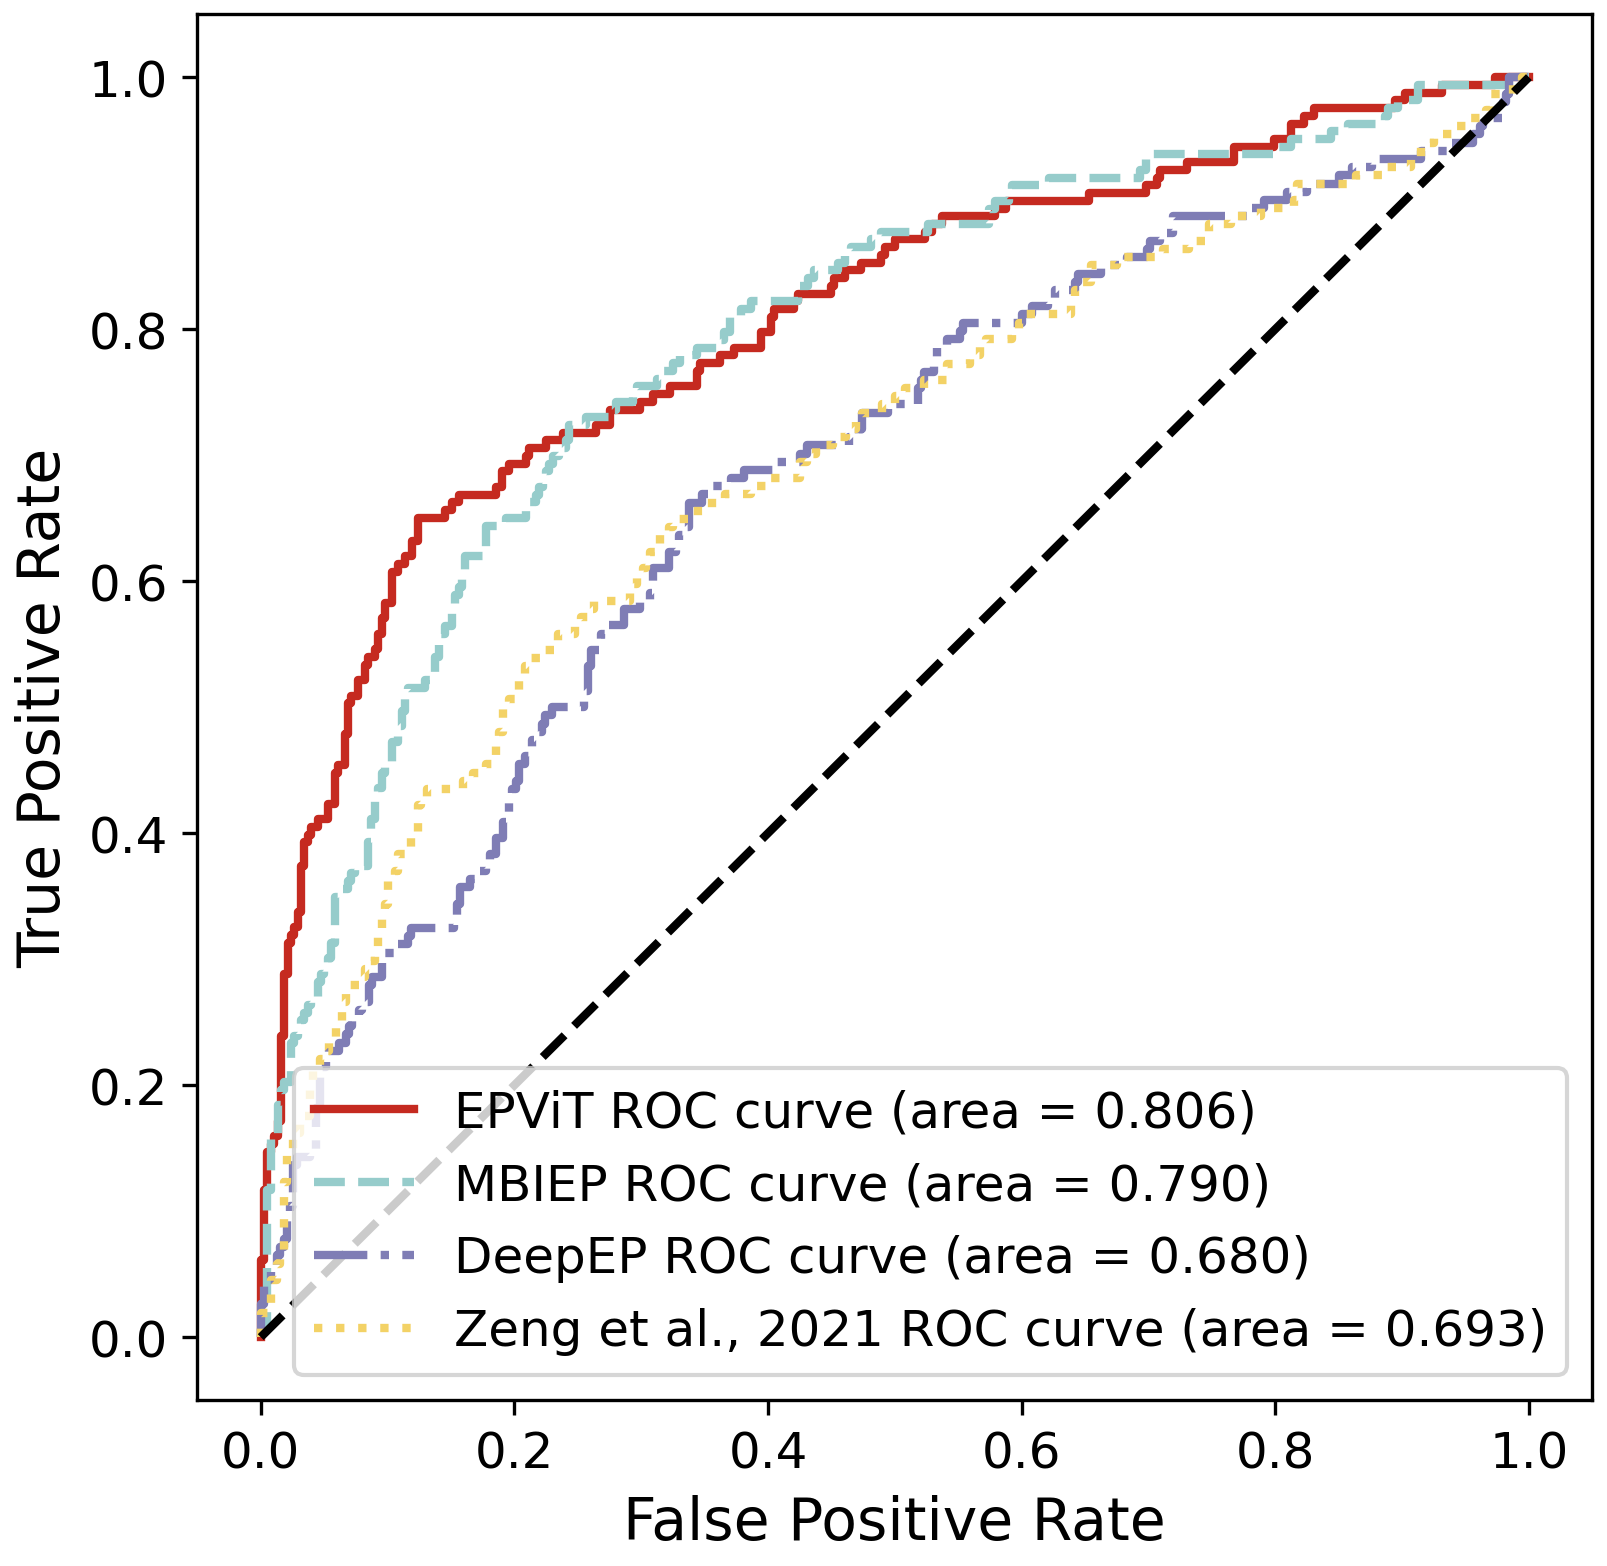 1.0
0.8
0.6
0.4
0.2
0.0
True Positive Rate
EPViT ROC curve (area = 0.806)
MBIEP ROC curve (area = 0.790)
DeepEP ROC curve (area = 0.680)
Zeng et al., 2021 ROC curve (area = 0.693)
0.0 0.2 0.4 0.6 0.8 1.0
False Positive Rate